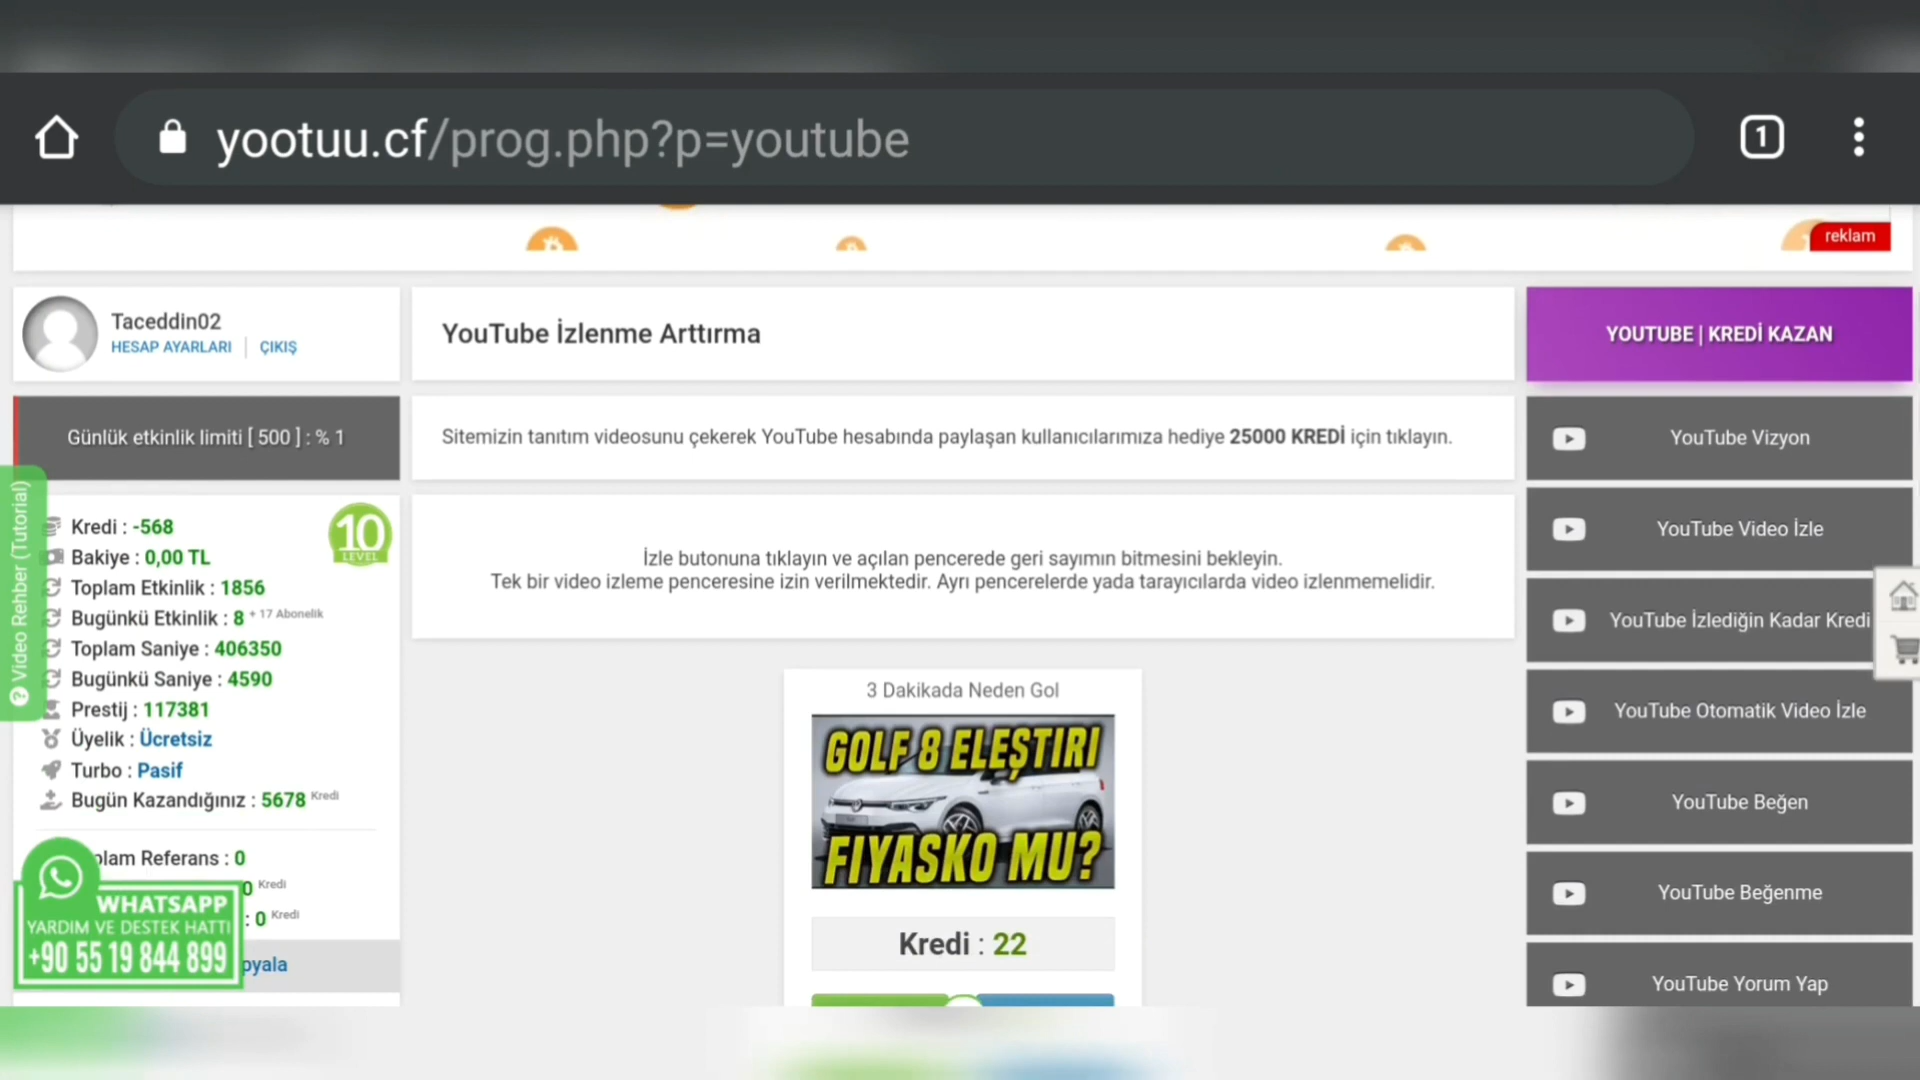 yootuu.cf/prog.php?p=youtube
1
reklam
Taceddin02
HESAP AYARLARI
ÇIKIŞ
YouTube İzlenme Arttırma
YOUTUBE | KREDİ KAZAN
Günlük etkinlik limiti [ 500 ] : % 1
Sitemizin tanıtım videosunu çekerek YouTube hesabında paylaşan kullanıcılarımıza hediye 25000 KREDİ için tıklayın.
Video Rehber (Tutorial)
Kredi : -568
10
LEVEL
Bakiye : 0,00 TL
Toplam Etkinlik : 1856
Bugünkü Etkinlik : 8 + 17 Abonelik
Toplam Saniye : 406350
Bugünkü Saniye : 4590
Prestij : 117381
Üyelik : Ücretsiz
Turbo : Pasif
Bugün Kazandığınız : 5678 Kredi
olam Referans : 0
0 Kredi
: 0 Kredi
pyala
WHATSAPP
YARDIM VE DESTEK HATTI
+90 55 19 844 899
İzle butonuna tıklayın ve açılan pencerede geri sayımın bitmesini bekleyin.
Tek bir video izleme penceresine izin verilmektedir. Ayrı pencerelerde yada tarayıcılarda video izlenmemelidir.
3 Dakikada Neden Gol
GOLF 8 ELEŞTIRI
FIYASKO MU?
Kredi : 22
YouTube Vizyon
YouTube Video İzle
YouTube İzlediğin Kadar Kredi
YouTube Otomatik Video İzle
YouTube Beğen
YouTube Beğenme
YouTube Yorum Yap